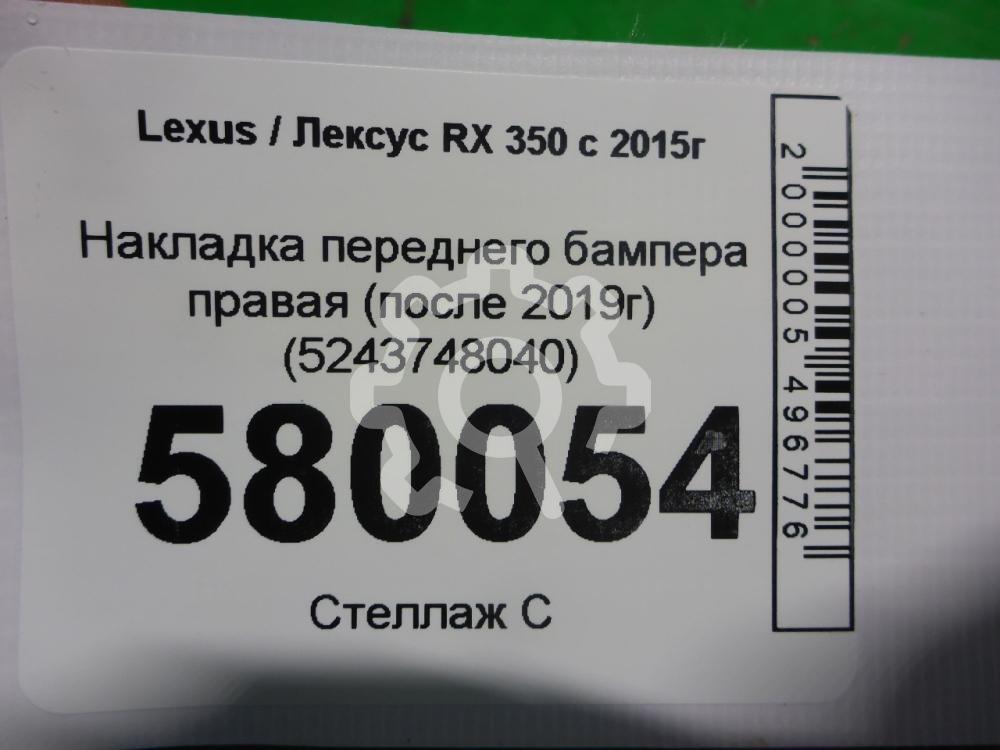 Lexus / Лексус RX 350 с 2015г
Накладка переднего бампера
правая (после 2019г)
(5243748040)
580054
Стеллаж С
2000005496776